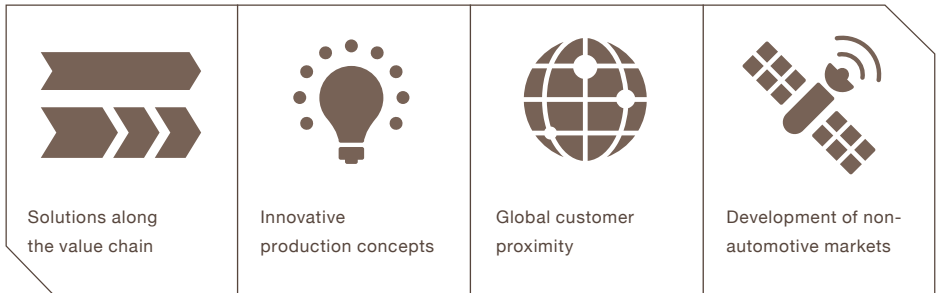 Solutions along
the value chain
Innovative
production concepts
Global customer
proximity
Development of non-
automotive markets